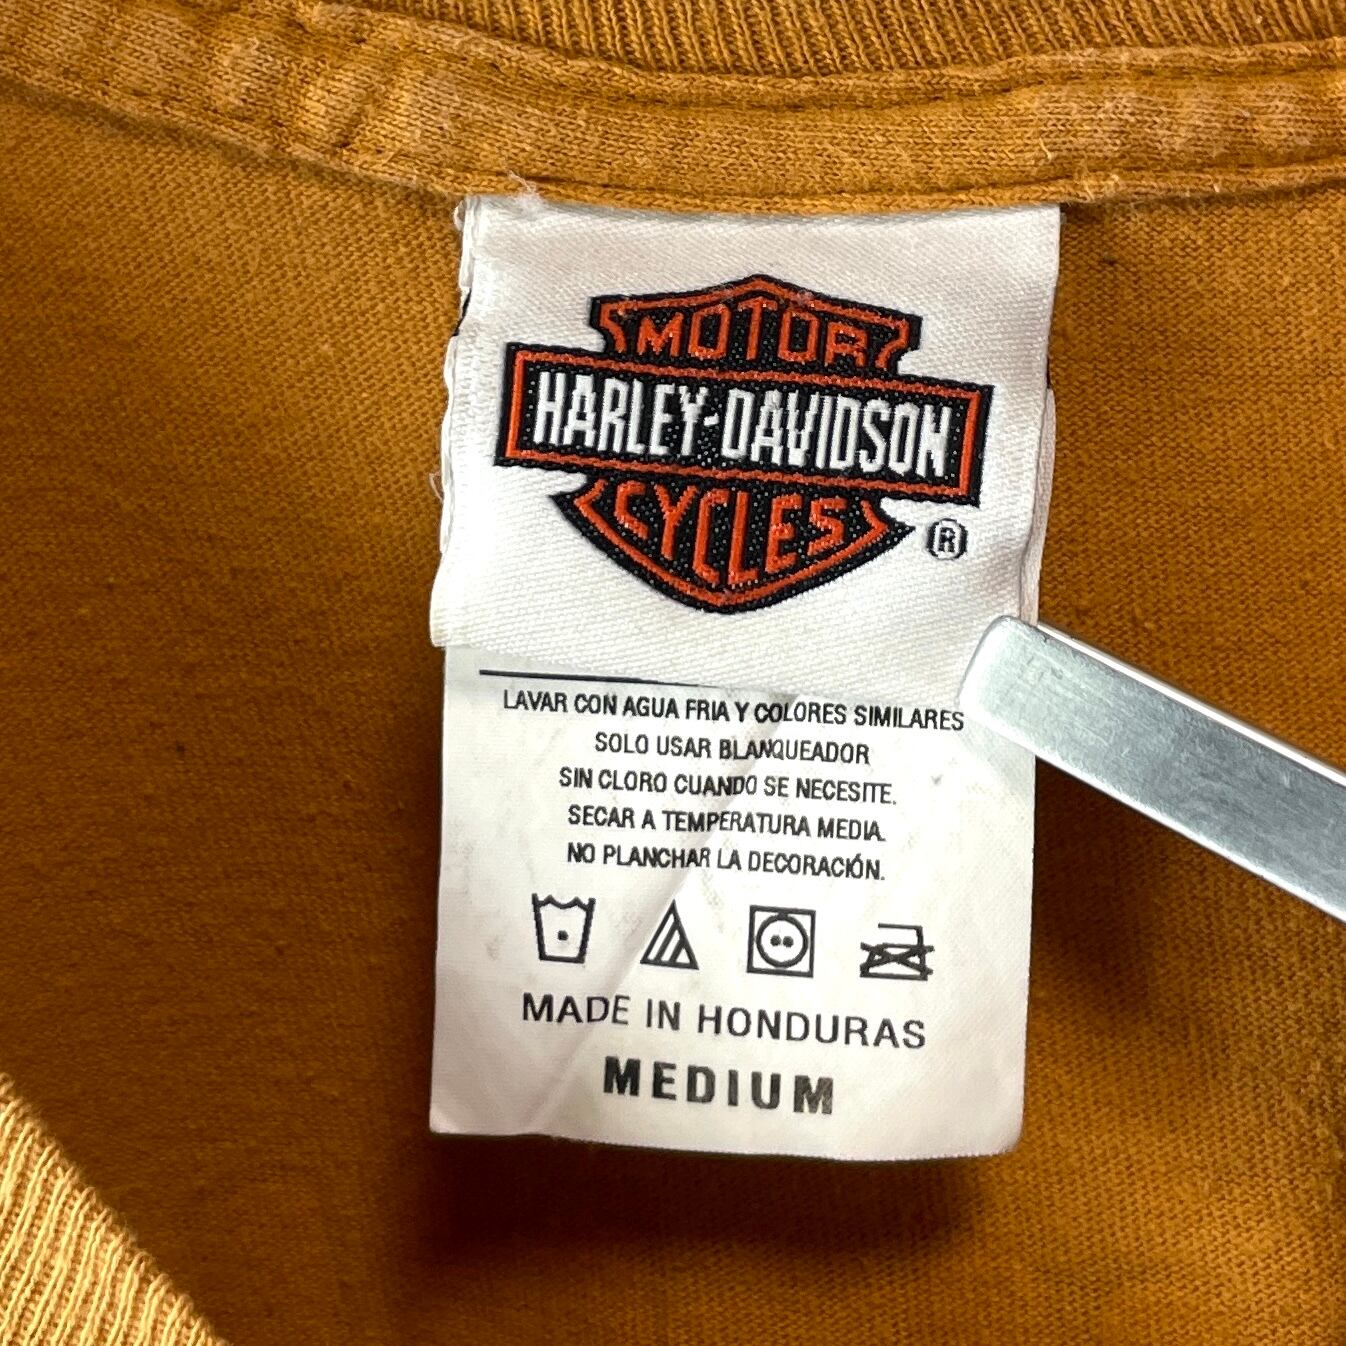 MOTOR
HARLEY-DAVIDSON
CYCLES
®
LAVAR CON AGUA FRIA Y COLORES SIMILARES
SOLO USAR BLANQUEADOR
SIN CLORO CUANDO SE NECESITE.
SECAR A TEMPERATURA MEDIA.
NO PLANCHAR LA DECORACIÓN.
MADE IN HONDURAS
MEDIUM